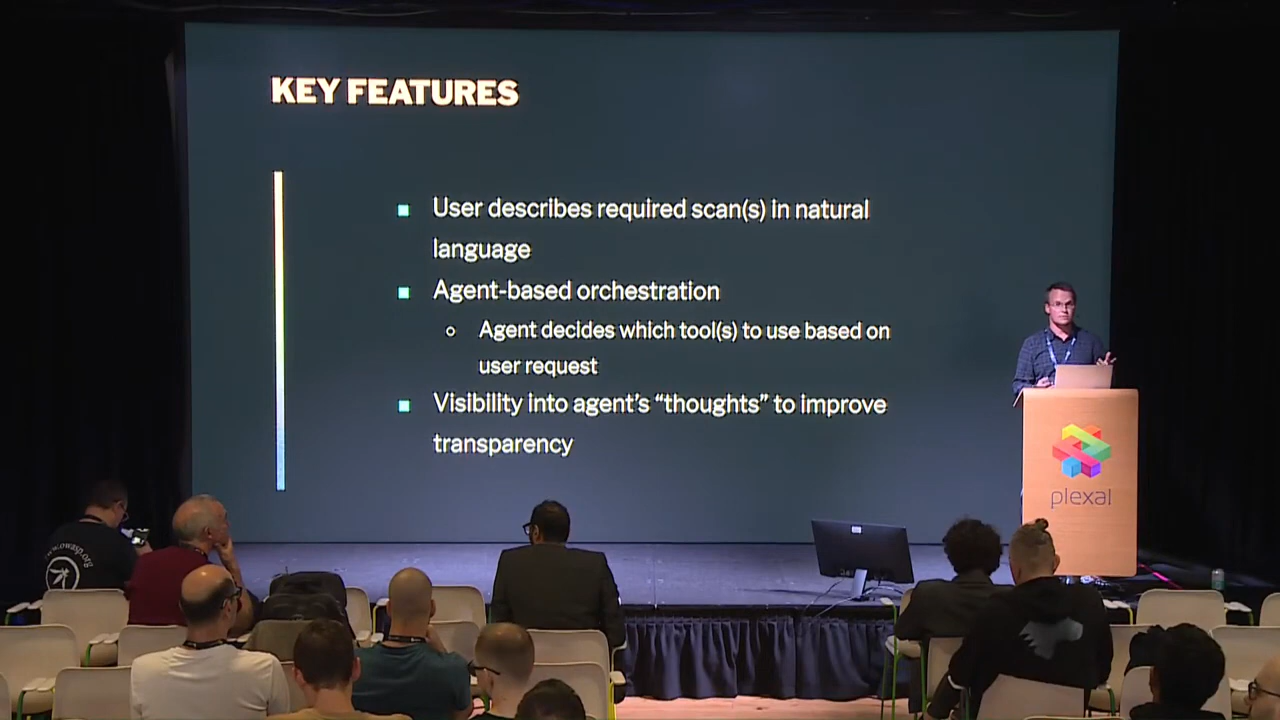 KEY FEATURES
User describes required scan(s) in natural
language
Agent-based orchestration
Agent decides which tool(s) to use based on
user request
Visibility into agent's “thoughts” to improve
transparency
plexal
www.owasp.org